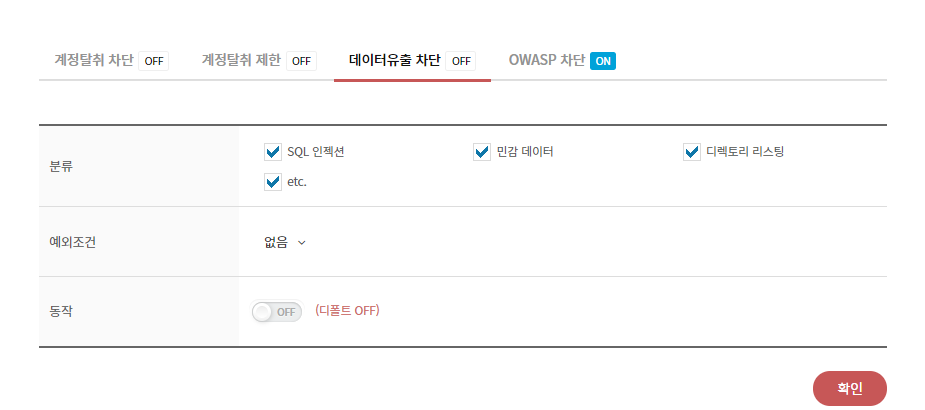 계정탈취 차단 OFF 계정탈취 제한 OFF 데이터유출 차단 OFF OWASP 차단 ON
분류 SQL 인젝션 민감 데이터 디렉토리 리스팅
etc.
예외조건 없음
동작 OFF (디폴트 OFF)
확인